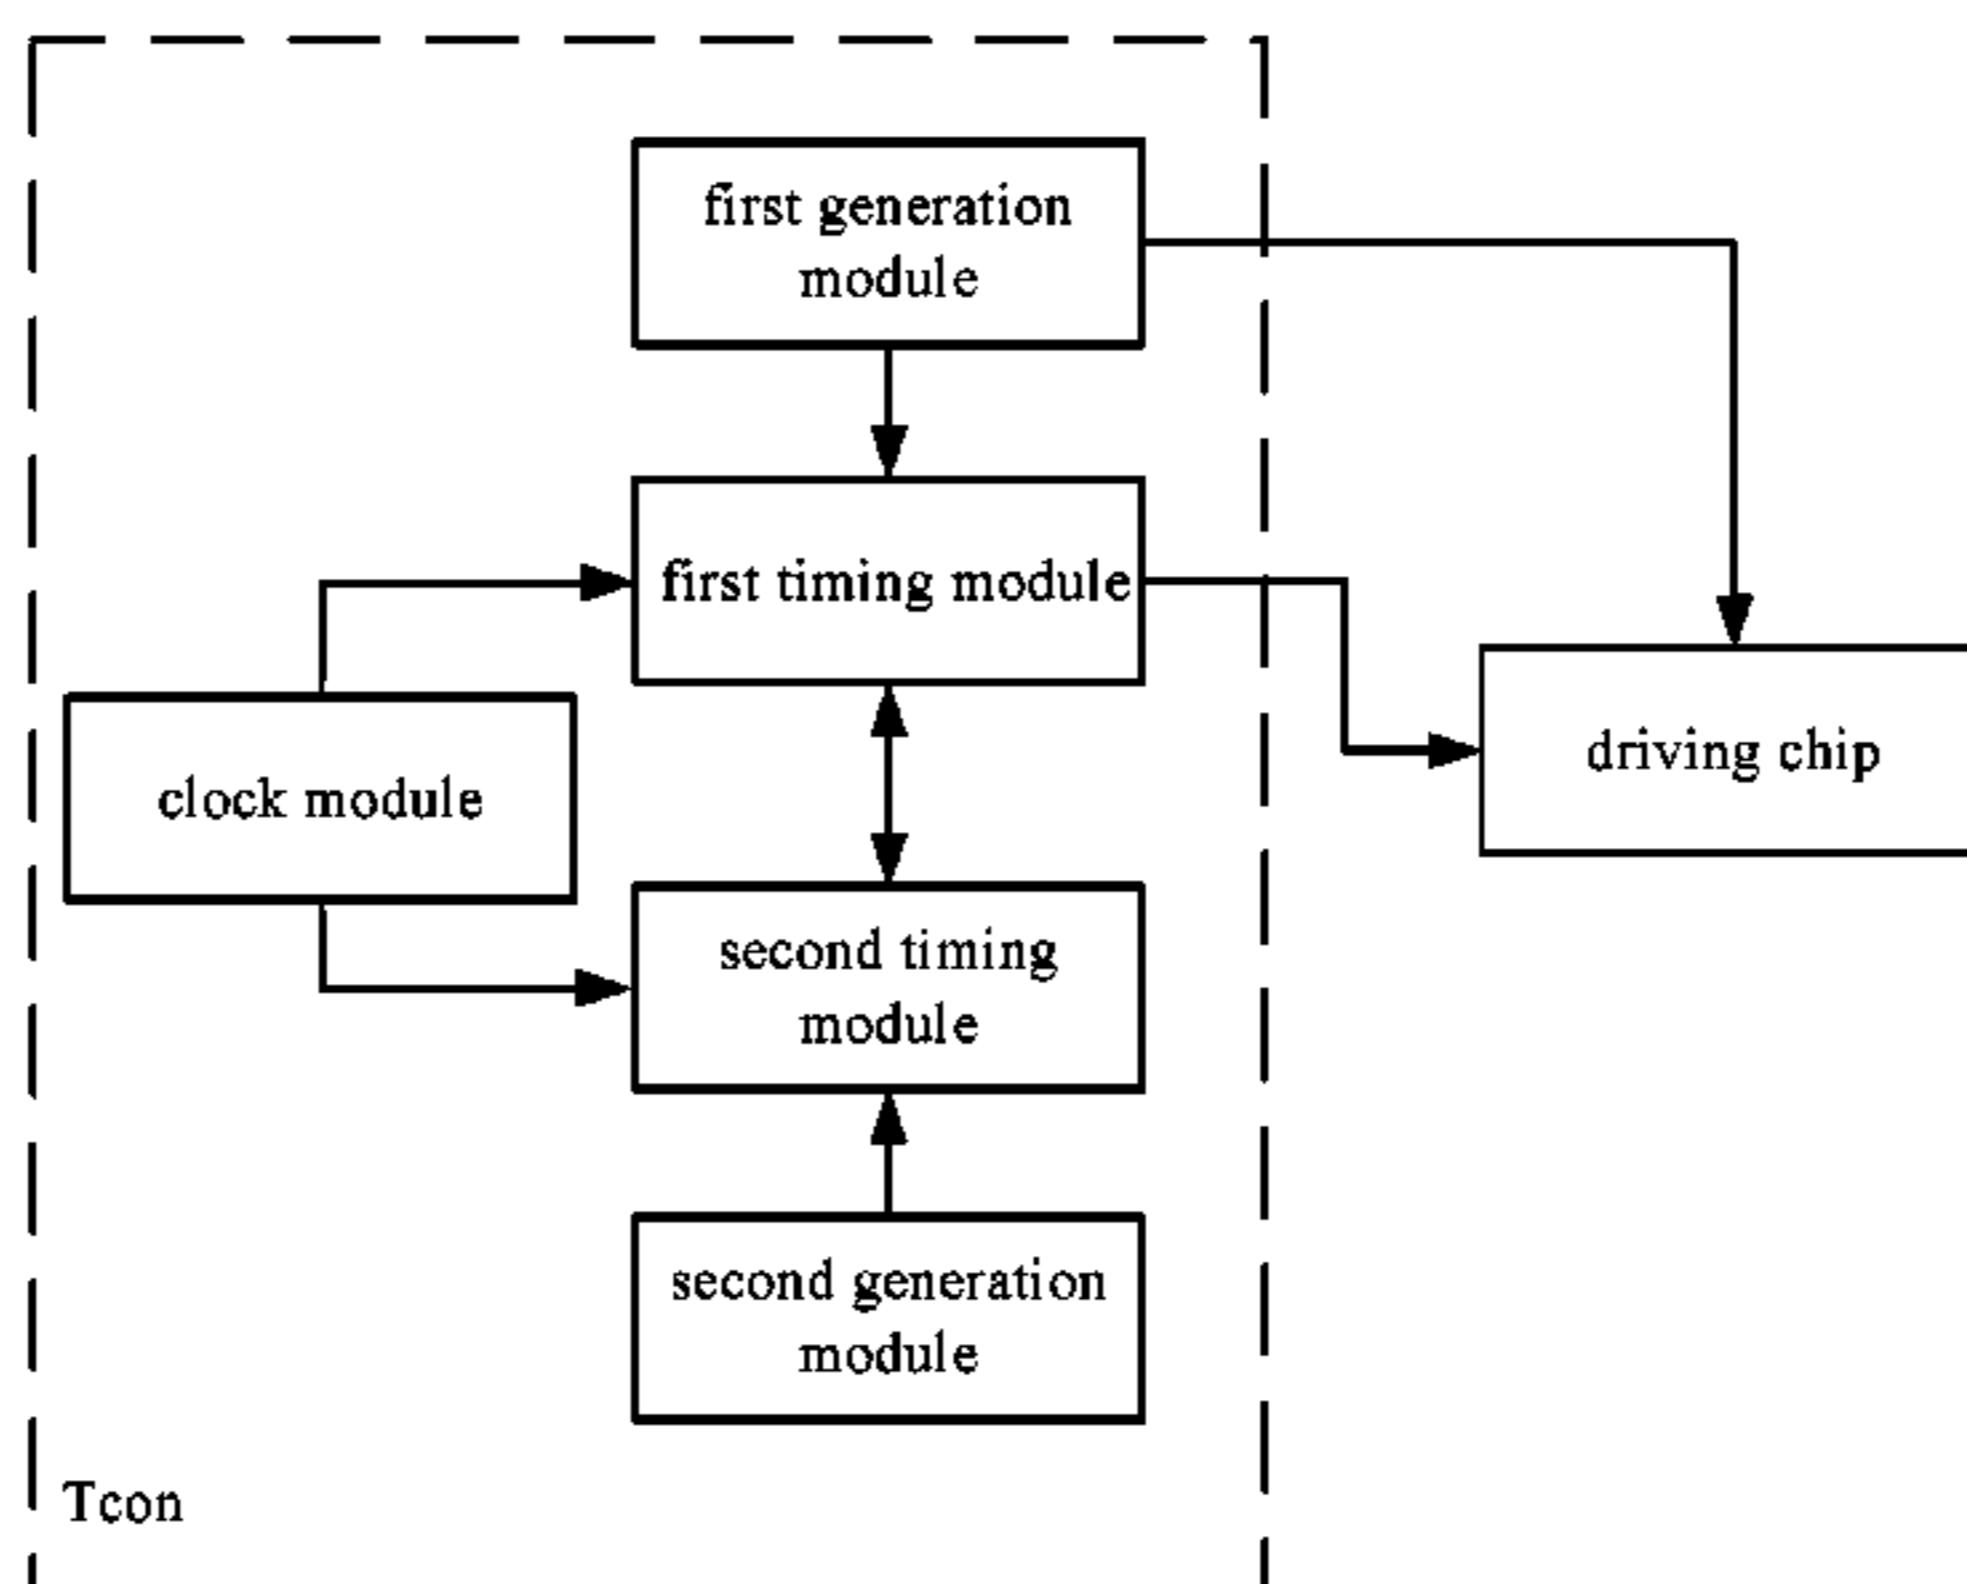 first generation
module
first timing module
clock module
driving chip
second timing
module
second generation
module
Tcon